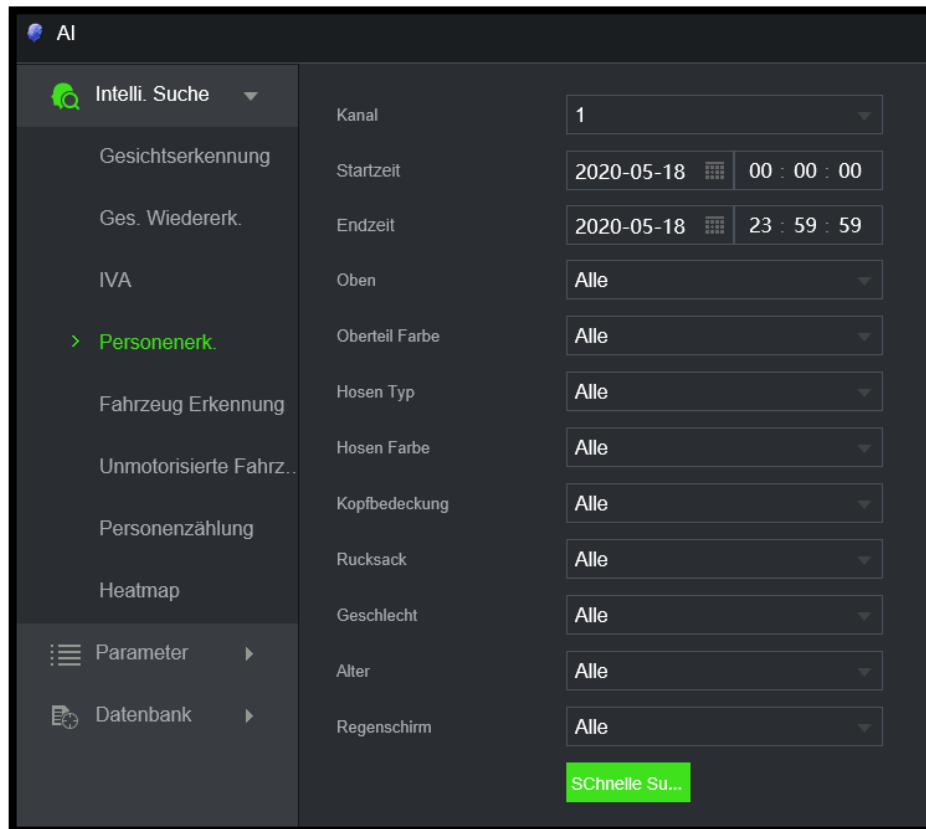 AI
Intelli. Suche
Gesichtserkennung
Ges. Wiedererk.
IVA
Personenerk.
Fahrzeug Erkennung
Unmotorisierte Fahrz..
Personenzählung
Heatmap
Parameter
Datenbank
Kanal 1
Startzeit 2020-05-18 00 : 00 : 00
Endzeit 2020-05-18 23 : 59 : 59
Oben Alle
Oberteil Farbe Alle
Hosen Typ Alle
Hosen Farbe Alle
Kopfbedeckung Alle
Rucksack Alle
Geschlecht Alle
Alter Alle
Regenschirm Alle
SChnelle Su...